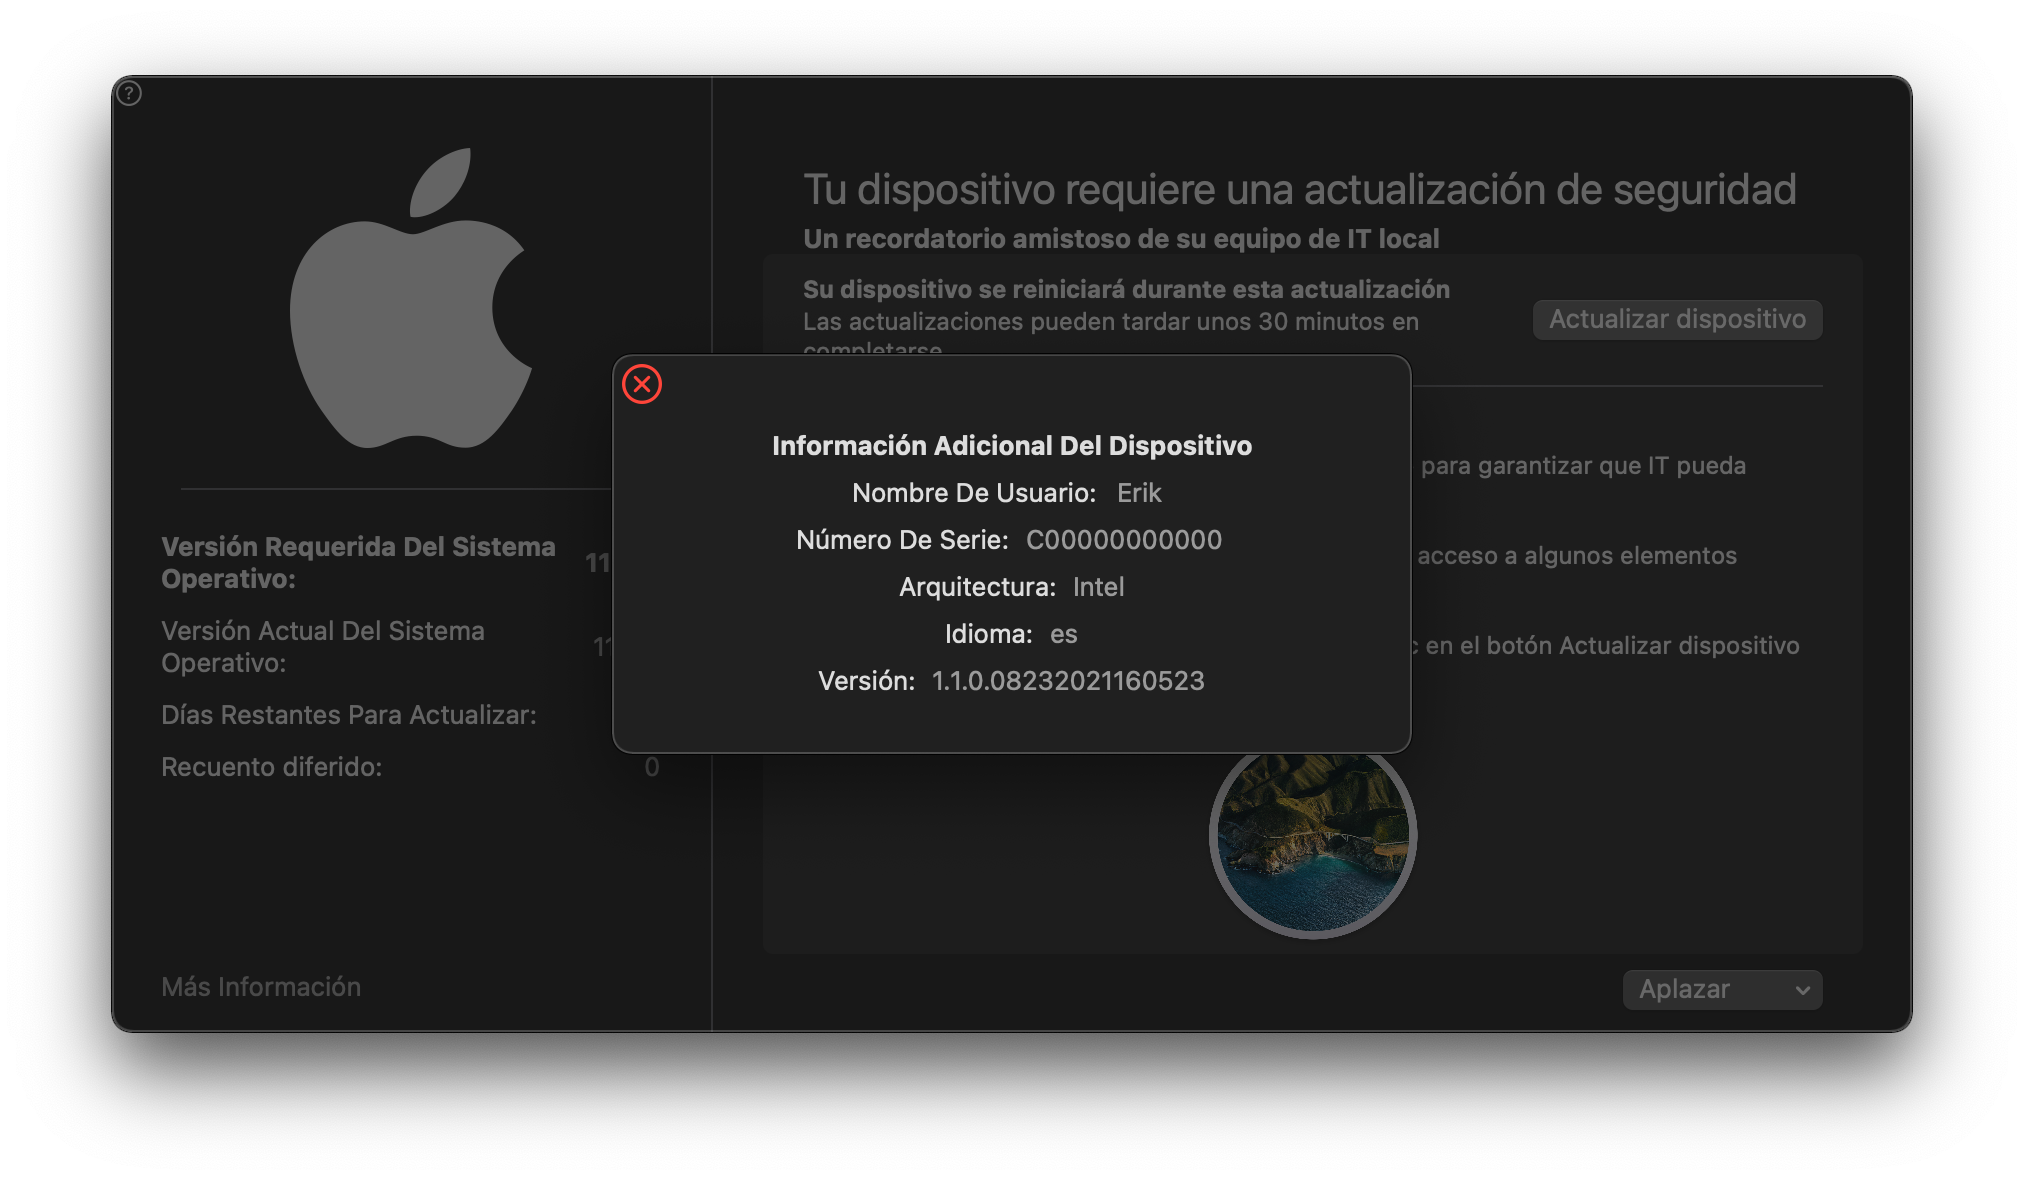 ?
Tu dispositivo requiere una actualización de seguridad
Un recordatorio amistoso de su equipo de IT local
Su dispositivo se reiniciará durante esta actualización
Las actualizaciones pueden tardar unos 30 minutos en
completarse
Actualizar dispositivo
Información Adicional Del Dispositivo
Nombre De Usuario: Erik
Número De Serie: C00000000000
Arquitectura: Intel
Idioma: es
Versión: 1.1.0.08232021160523
para garantizar que IT pueda
acceso a algunos elementos
en el botón Actualizar dispositivo
Versión Requerida Del Sistema
Operativo: 11
Versión Actual Del Sistema
Operativo:
Días Restantes Para Actualizar:
Recuento diferido: 0
Más Información
Aplazar